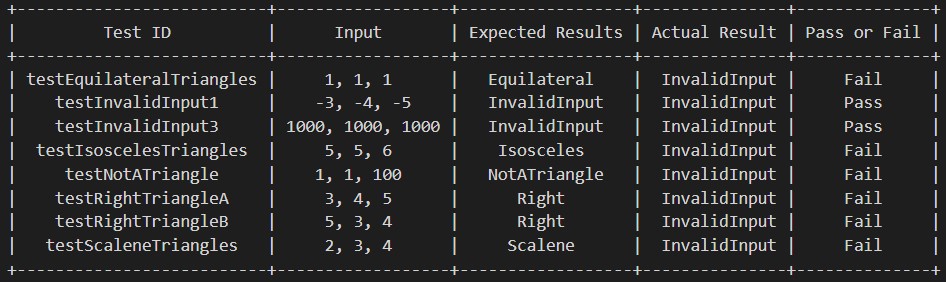 +--------------------------+------------------+------------------+---------------+--------------+
|         Test ID          |      Input       | Expected Results | Actual Result | Pass or Fail |
+--------------------------+------------------+------------------+---------------+--------------+
| testEquilateralTriangles |     1, 1, 1      |   Equilateral    |  InvalidInput |     Fail     |
|    testInvalidInput1     |    -3, -4, -5    |   InvalidInput   |  InvalidInput |     Pass     |
|    testInvalidInput3     | 1000, 1000, 1000 |   InvalidInput   |  InvalidInput |     Pass     |
|  testIsoscelesTriangles  |     5, 5, 6      |    Isosceles     |  InvalidInput |     Fail     |
|     testNotATriangle     |    1, 1, 100     |   NotATriangle   |  InvalidInput |     Fail     |
|    testRightTriangleA    |     3, 4, 5      |      Right       |  InvalidInput |     Fail     |
|    testRightTriangleB    |     5, 3, 4      |      Right       |  InvalidInput |     Fail     |
|   testScaleneTriangles   |     2, 3, 4      |     Scalene      |  InvalidInput |     Fail     |
+--------------------------+------------------+------------------+---------------+--------------+